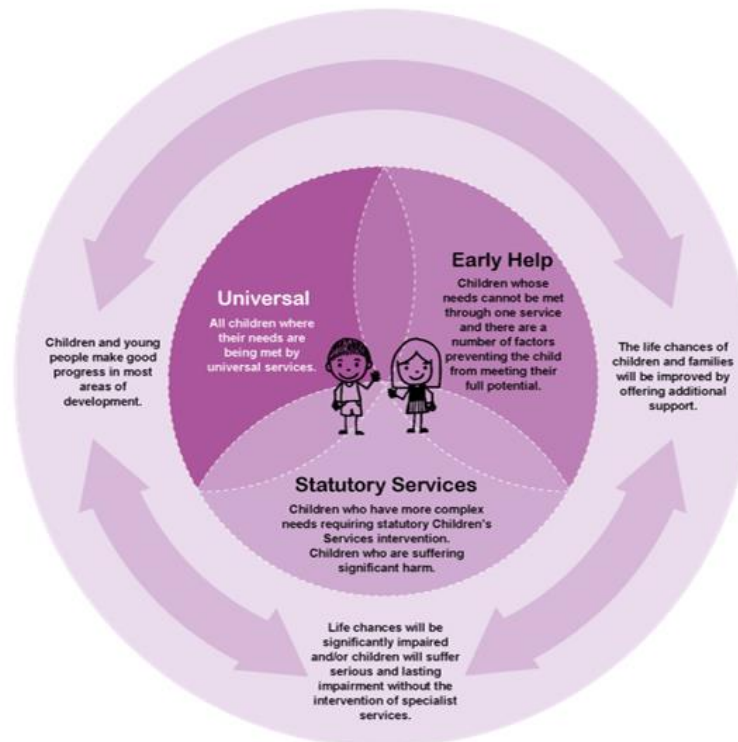 Universal
All children where
their needs are
being met by
universal services.
Early Help
Children whose
needs cannot be met
through one service
and there are a
number of factors
preventing the child
from meeting their
full potential.
Children and young
people make good
progress in most
areas of
development.
The life chances of
children and families
will be improved by
offering additional
support.
Statutory Services
Children who have more complex
needs requiring statutory Children's
Services intervention.
Children who are suffering
significant harm.
Life chances will be
significantly impaired
and/or children will suffer
serious and lasting
impairment without the
intervention of specialist
services.